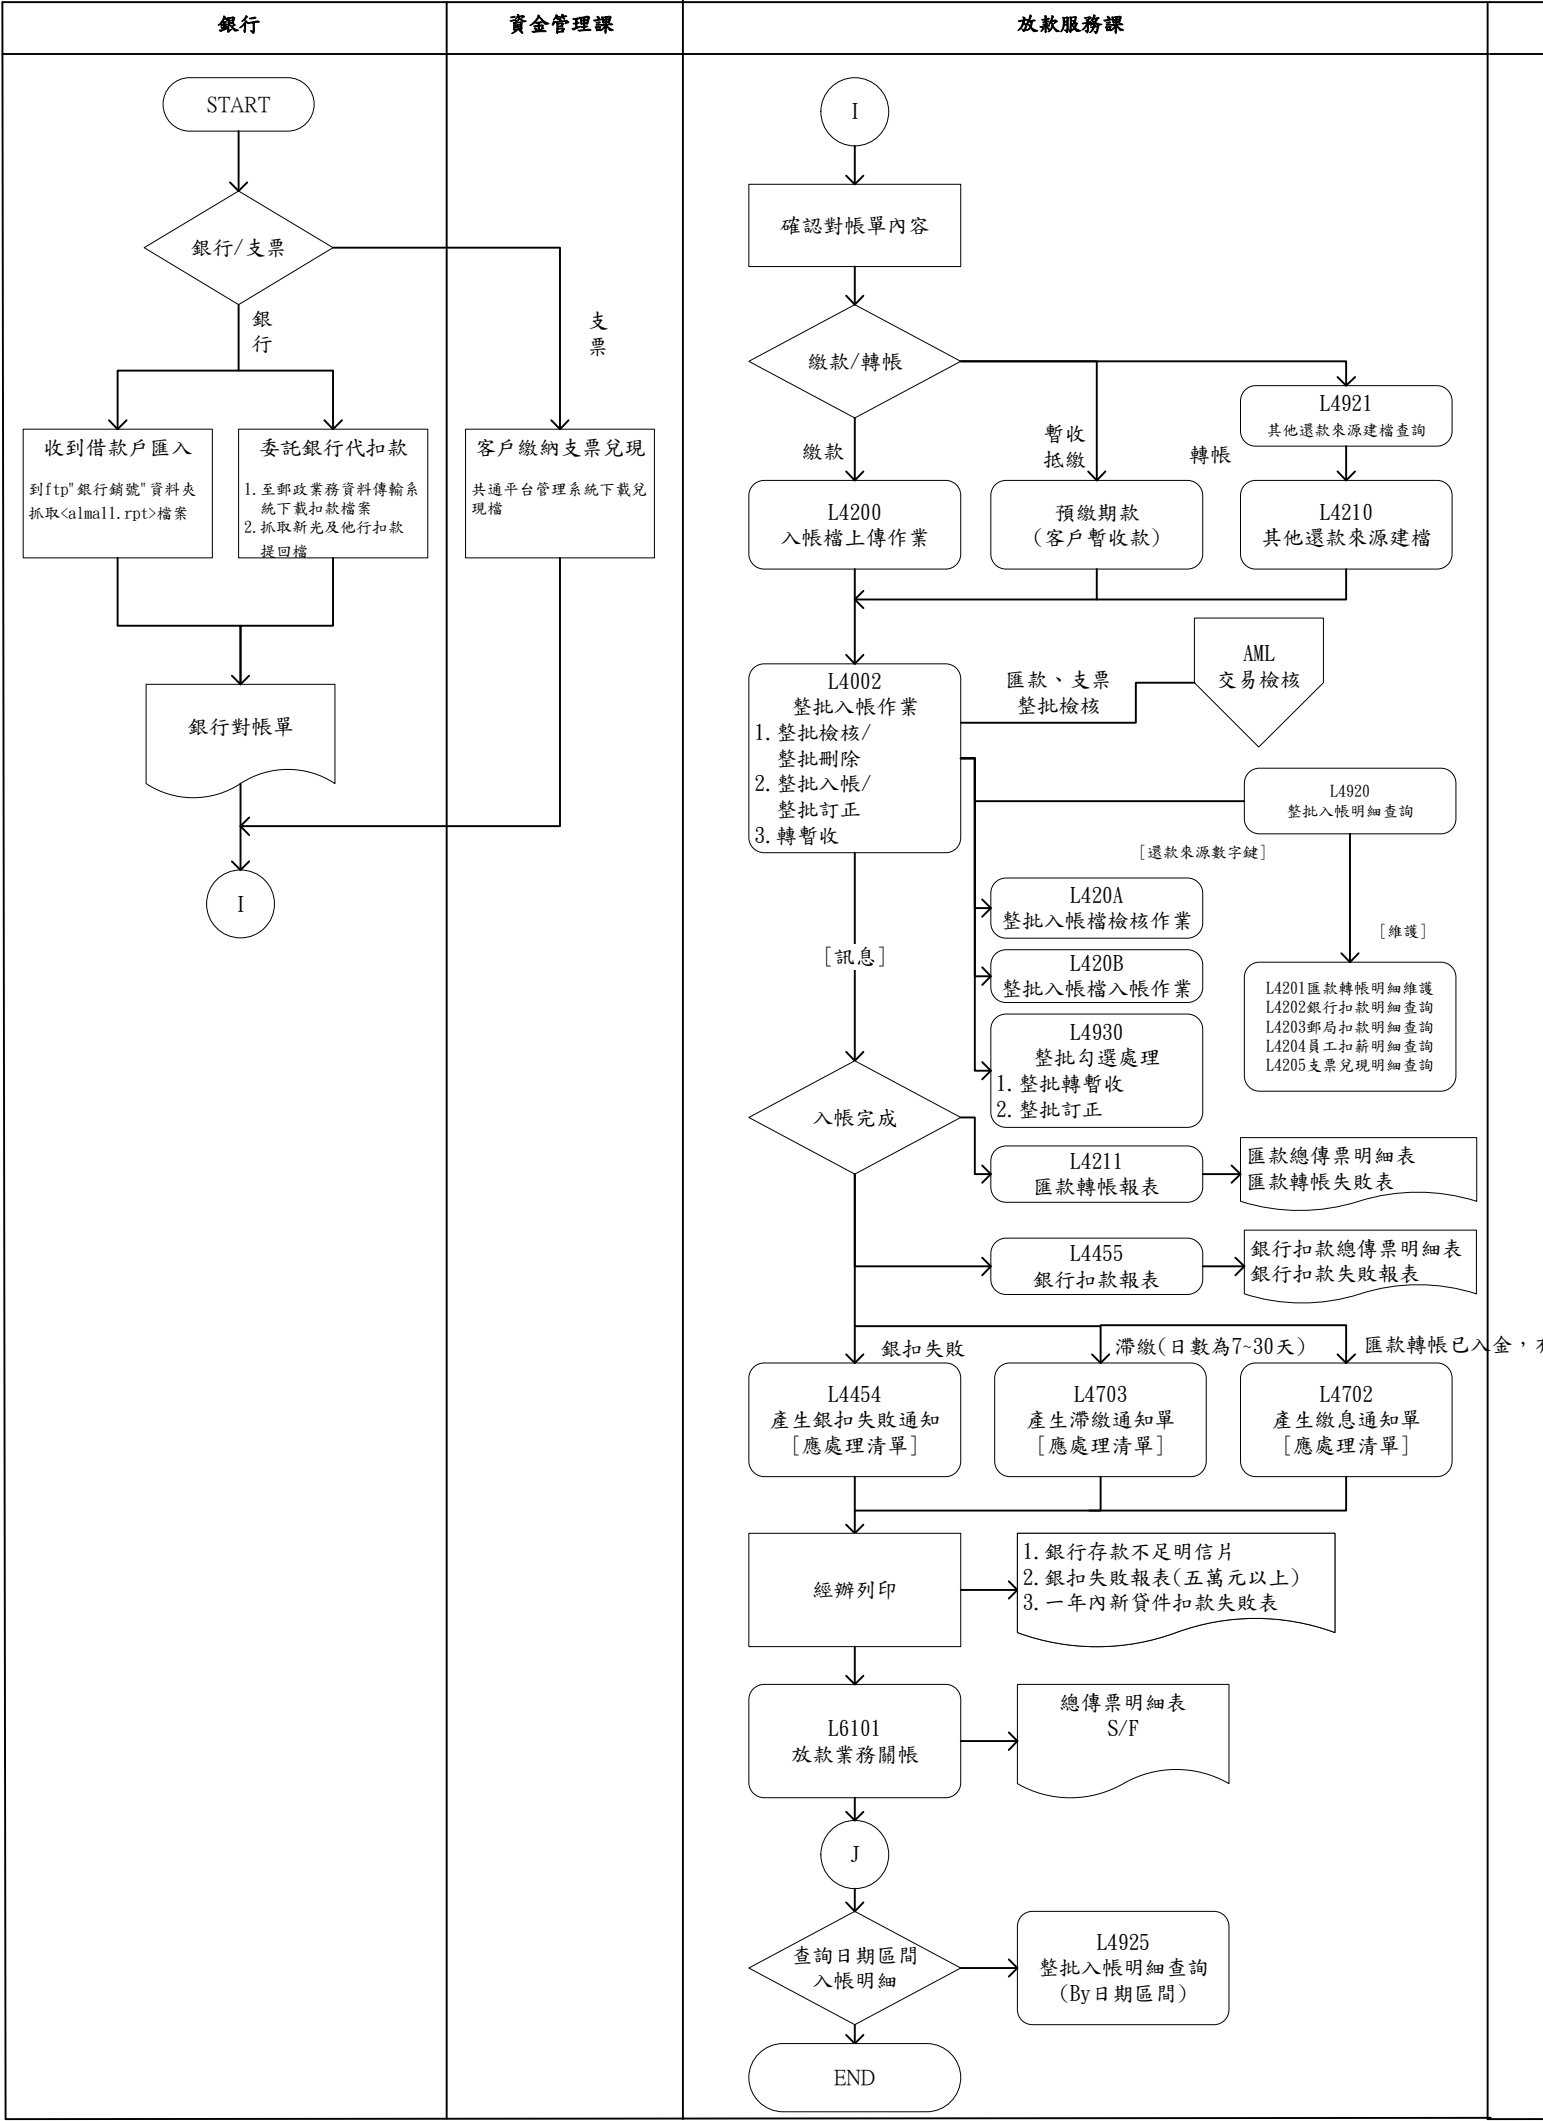 銀行
資金管理課
放款服務課
START
銀行/支票
銀
行
支
票
收到借款戶匯入
到ftp"銀行銷號"資料夾
抓取<almall.rpt>檔案
委託銀行代扣款
1.至郵政業務資料傳輸系
統下載扣款檔案
2.抓取新光及他行扣款
提回檔
客戶繳納支票兌現
共通平台管理系統下載兌
現檔
銀行對帳單
I
I
確認對帳單內容
繳款/轉帳
繳款
暫收
抵繳
轉帳
L4921
其他還款來源建檔查詢
L4200
入帳檔上傳作業
預繳期款
(客戶暫收款)
L4210
其他還款來源建檔
L4002
整批入帳作業
1.整批檢核/
整批刪除
2.整批入帳/
整批訂正
3.轉暫收
匯款、支票
整批檢核
AML
交易檢核
L4920
整批入帳明細查詢
[還款來源數字鍵]
L420A
整批入帳檔檢核作業
[維護]
[訊息]
L420B
整批入帳檔入帳作業
L4201匯款轉帳明細維護
L4202銀行扣款明細查詢
L4203郵局扣款明細查詢
L4204員工扣薪明細查詢
L4205支票兌現明細查詢
L4930
整批勾選處理
1.整批轉暫收
2.整批訂正
入帳完成
L4211
匯款轉帳報表
匯款總傳票明細表
匯款轉帳失敗表
L4455
銀行扣款報表
銀行扣款總傳票明細表
銀行扣款失敗報表
銀扣失敗
滯繳(日數為7~30天)
匯款轉帳已入金，
L4454
產生銀扣失敗通知
[應處理清單]
L4703
產生滯繳通知單
[應處理清單]
L4702
產生繳息通知單
[應處理清單]
經辦列印
1.銀行存款不足明信片
2.銀扣失敗報表(五萬元以上)
3.一年內新貸件扣款失敗表
L6101
放款業務關帳
總傳票明細表
S/F
J
查詢日期區間
入帳明細
L4925
整批入帳明細查詢
(By日期區間)
END